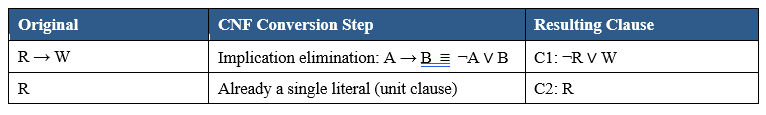 Original CNF Conversion Step Resulting Clause
R → W Implication elimination: A → B ≡ ¬A ∨ B C1: ¬R ∨ W
R Already a single literal (unit clause) C2: R